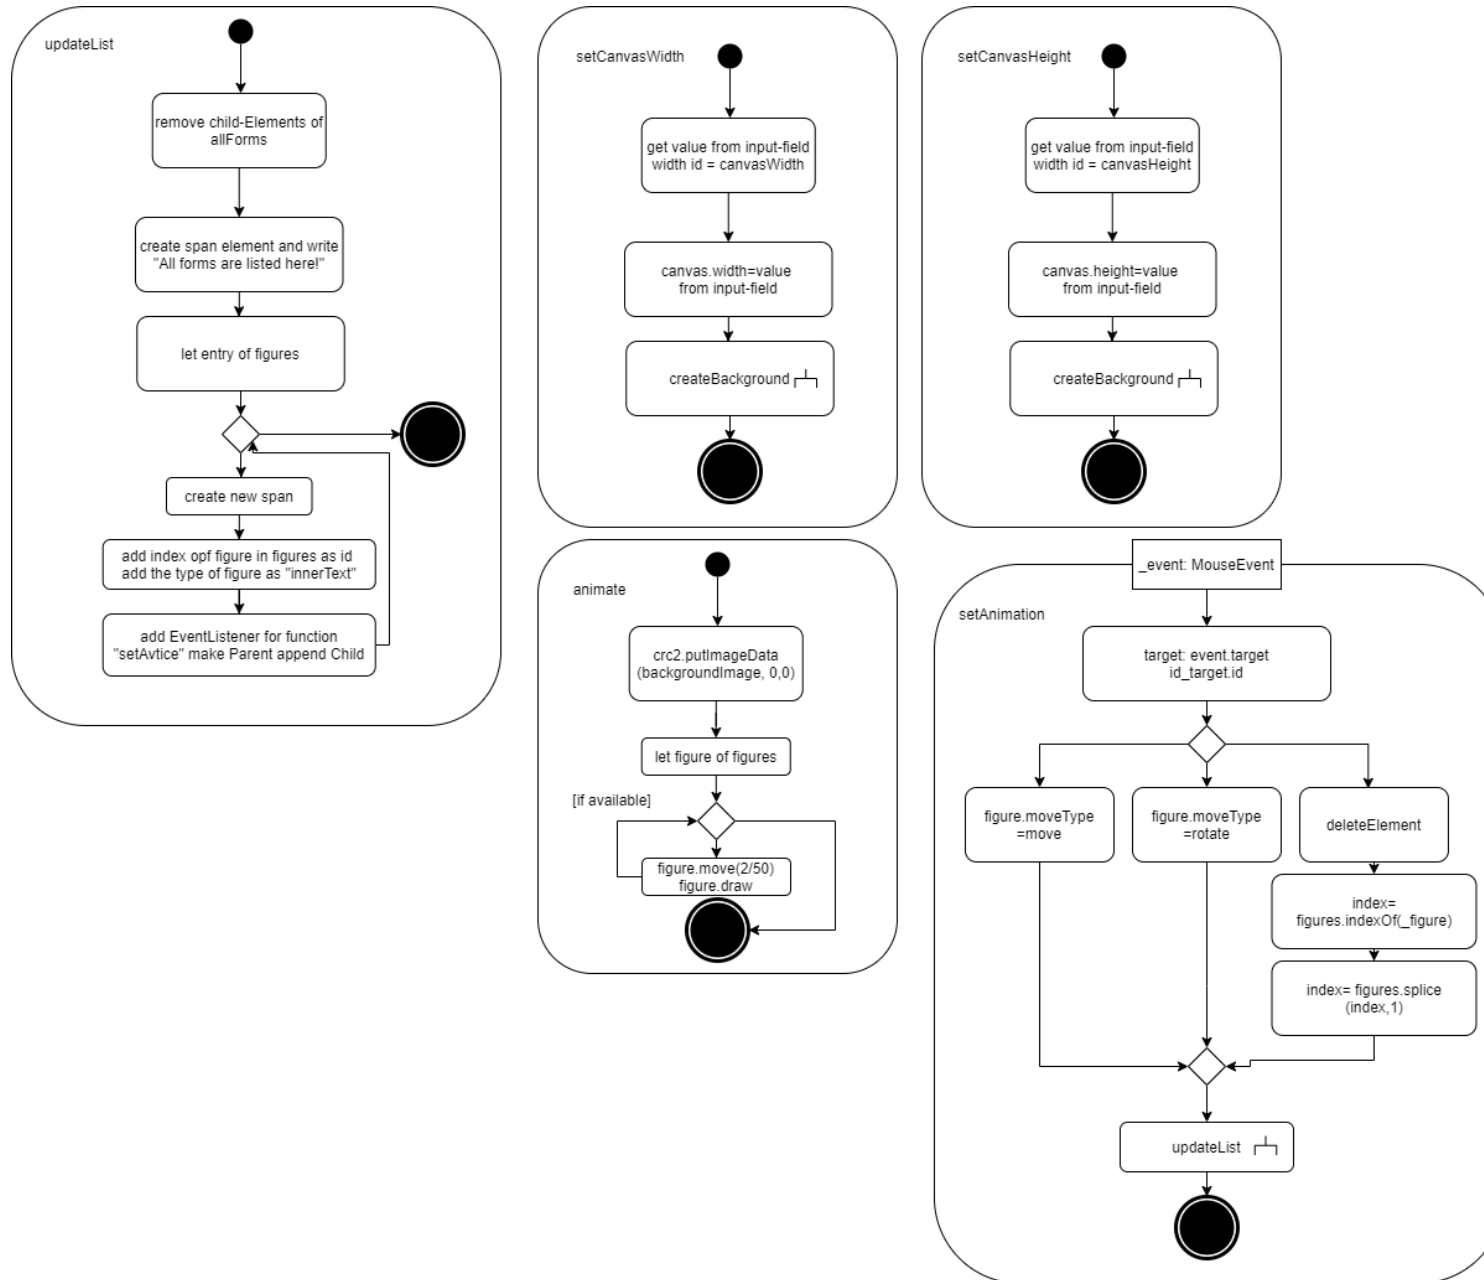 updateList
remove child-Elements of
allForms
create span element and write
"All forms are listed here!"
let entry of figures
create new span
add index opf figure in figures as id
add the type of figure as "innerText"
add EventListener for function
"setAvtice" make Parent append Child
setCanvasWidth
get value from input-field
width id = canvasWidth
canvas.width=value
from input-field
createBackground
setCanvasHeight
get value from input-field
width id = canvasHeight
canvas.height=value
from input-field
createBackground
animate
crc2.putImageData
(backgroundImage, 0,0)
let figure of figures
[if available]
figure.move(2/50)
figure.draw
_event: MouseEvent
setAnimation
target: event.target
id_target.id
figure.moveType
=move
figure.moveType
=rotate
deleteElement
index=
figures.indexOf(_figure)
index= figures.splice
(index,1)
updateList